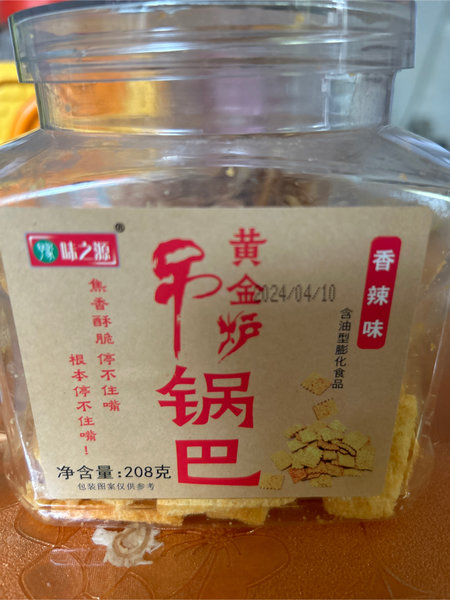 豫味之源®
黄金炉
吊锅巴
2024/04/10
香辣味
含油型膨化食品
焦香酥脆 停不住嘴
根本停不住嘴！
净含量:208克
包装图案仅供参考